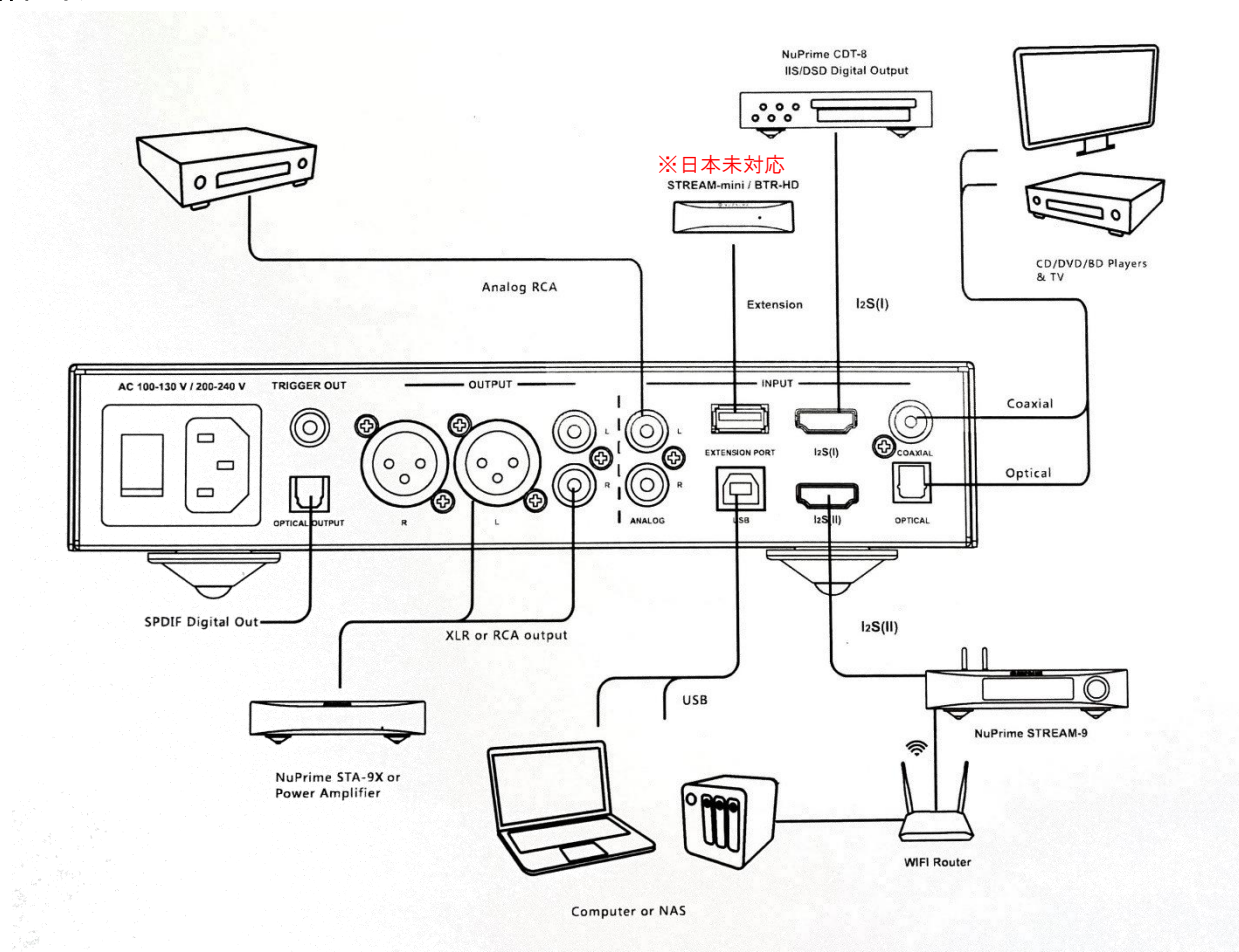 NuPrime CDT-8
IIS/DSD Digital Output
※日本未対応
STREAM-mini / BTR-HD
CD/DVD/BD Players
& TV
Analog RCA
Extension
I2S(I)
AC 100-130 V / 200-240 V
TRIGGER OUT
OUTPUT
INPUT
Coaxial
L
L
EXTENSION PORT
I2S(I)
COAXIAL
Optical
R
R
OPTICAL OUTPUT
R
L
ANALOG
USB
I2S(II)
OPTICAL
SPDIF Digital Out
XLR or RCA output
I2S(II)
USB
NuPrime STREAM-9
NuPrime STA-9X or
Power Amplifier
WIFI Router
Computer or NAS